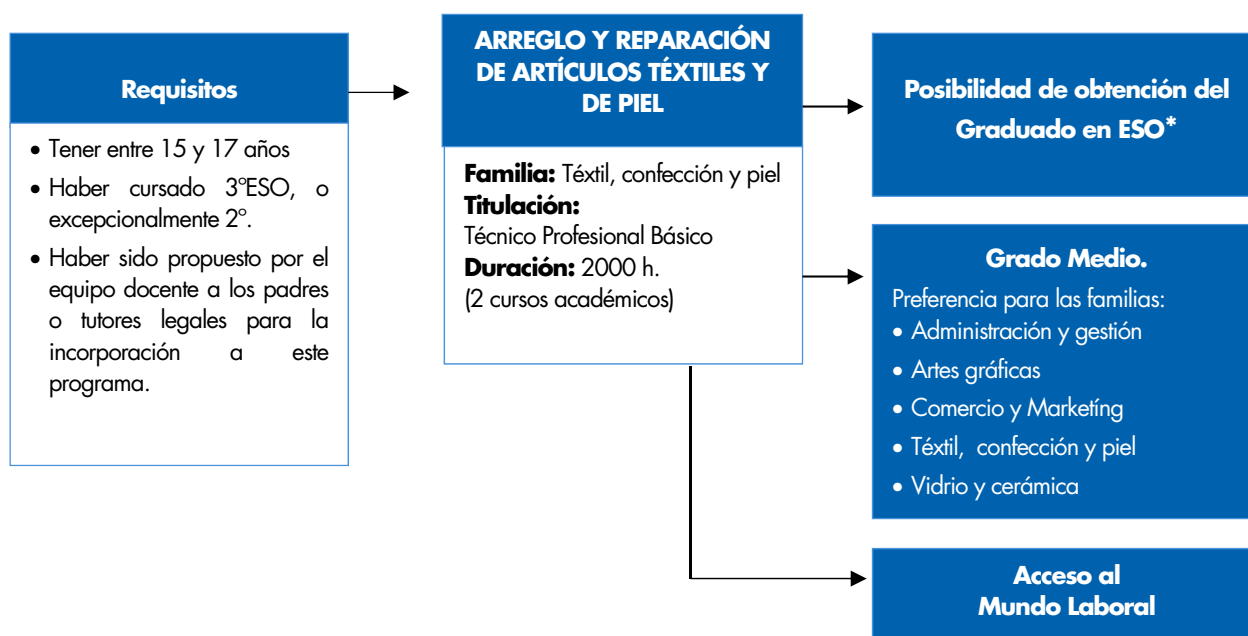 Requisitos
• Tener entre 15 y 17 años
• Haber cursado 3ºESO, o
excepcionalmente 2º.
• Haber sido propuesto por el
equipo docente a los padres
o tutores legales para la
incorporación a este
programa.
ARREGLO Y REPARACIÓN
DE ARTÍCULOS TÉXTILES Y
DE PIEL
Familia: Téxtil, confección y piel
Titulación:
Técnico Profesional Básico
Duración: 2000 h.
(2 cursos académicos)
Posibilidad de obtención del
Graduado en ESO*
Grado Medio.
Preferencia para las familias:
• Administración y gestión
• Artes gráficas
• Comercio y Marketíng
• Téxtil, confección y piel
• Vidrio y cerámica
Acceso al
Mundo Laboral